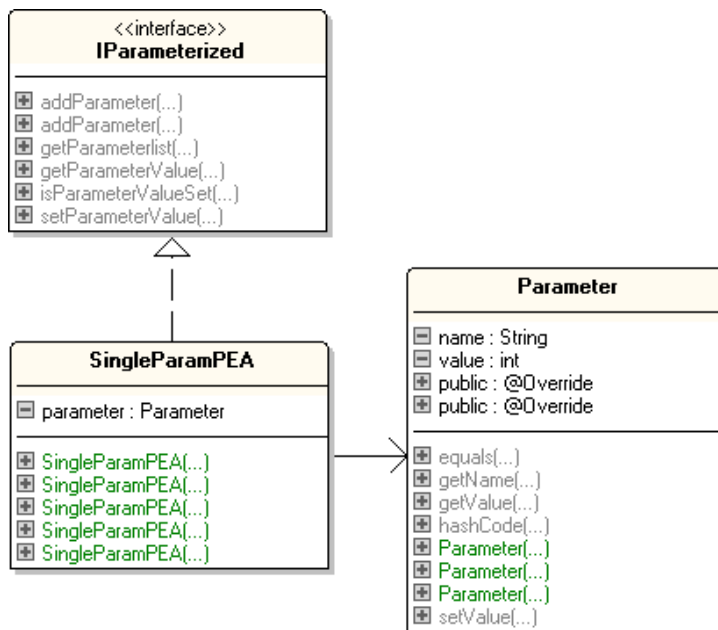 <<interface>>
IParameterized
addParameter(...)
addParameter(...)
getParameterlist(...)
getParameterValue(...)
isParameterValueSet(...)
setParameterValue(...)
SingleParamPEA
parameter : Parameter
SingleParamPEA(...)
SingleParamPEA(...)
SingleParamPEA(...)
SingleParamPEA(...)
SingleParamPEA(...)
Parameter
name : String
value : int
public : @Override
public : @Override
equals(...)
getName(...)
getValue(...)
hashCode(...)
Parameter(...)
Parameter(...)
Parameter(...)
setValue(...)